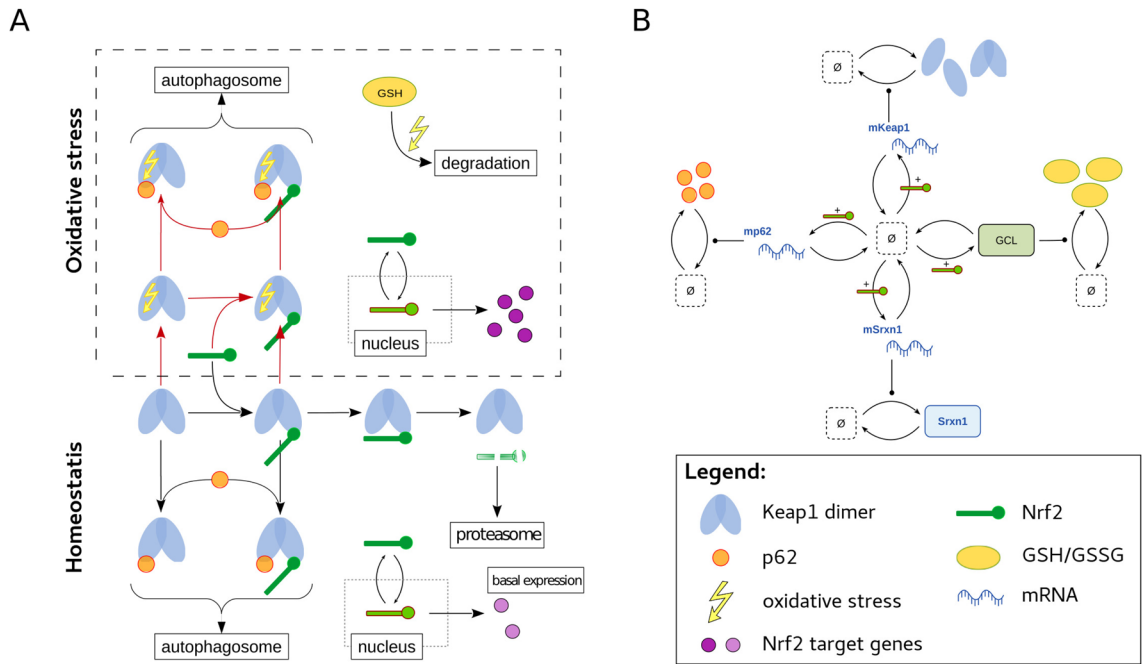 A
Oxidative stress
autophagosome
GSH
degradation
nucleus
Homeostatis
proteasome
basal expression
nucleus
autophagosome
B
Ø
mKeap1
+
mp62
+
Ø
GCL
+
Ø
+
mSrxn1
Ø
Ø
Srxn1
Legend:
Keap1 dimer
Nrf2
p62
GSH/GSSG
oxidative stress
mRNA
Nrf2 target genes